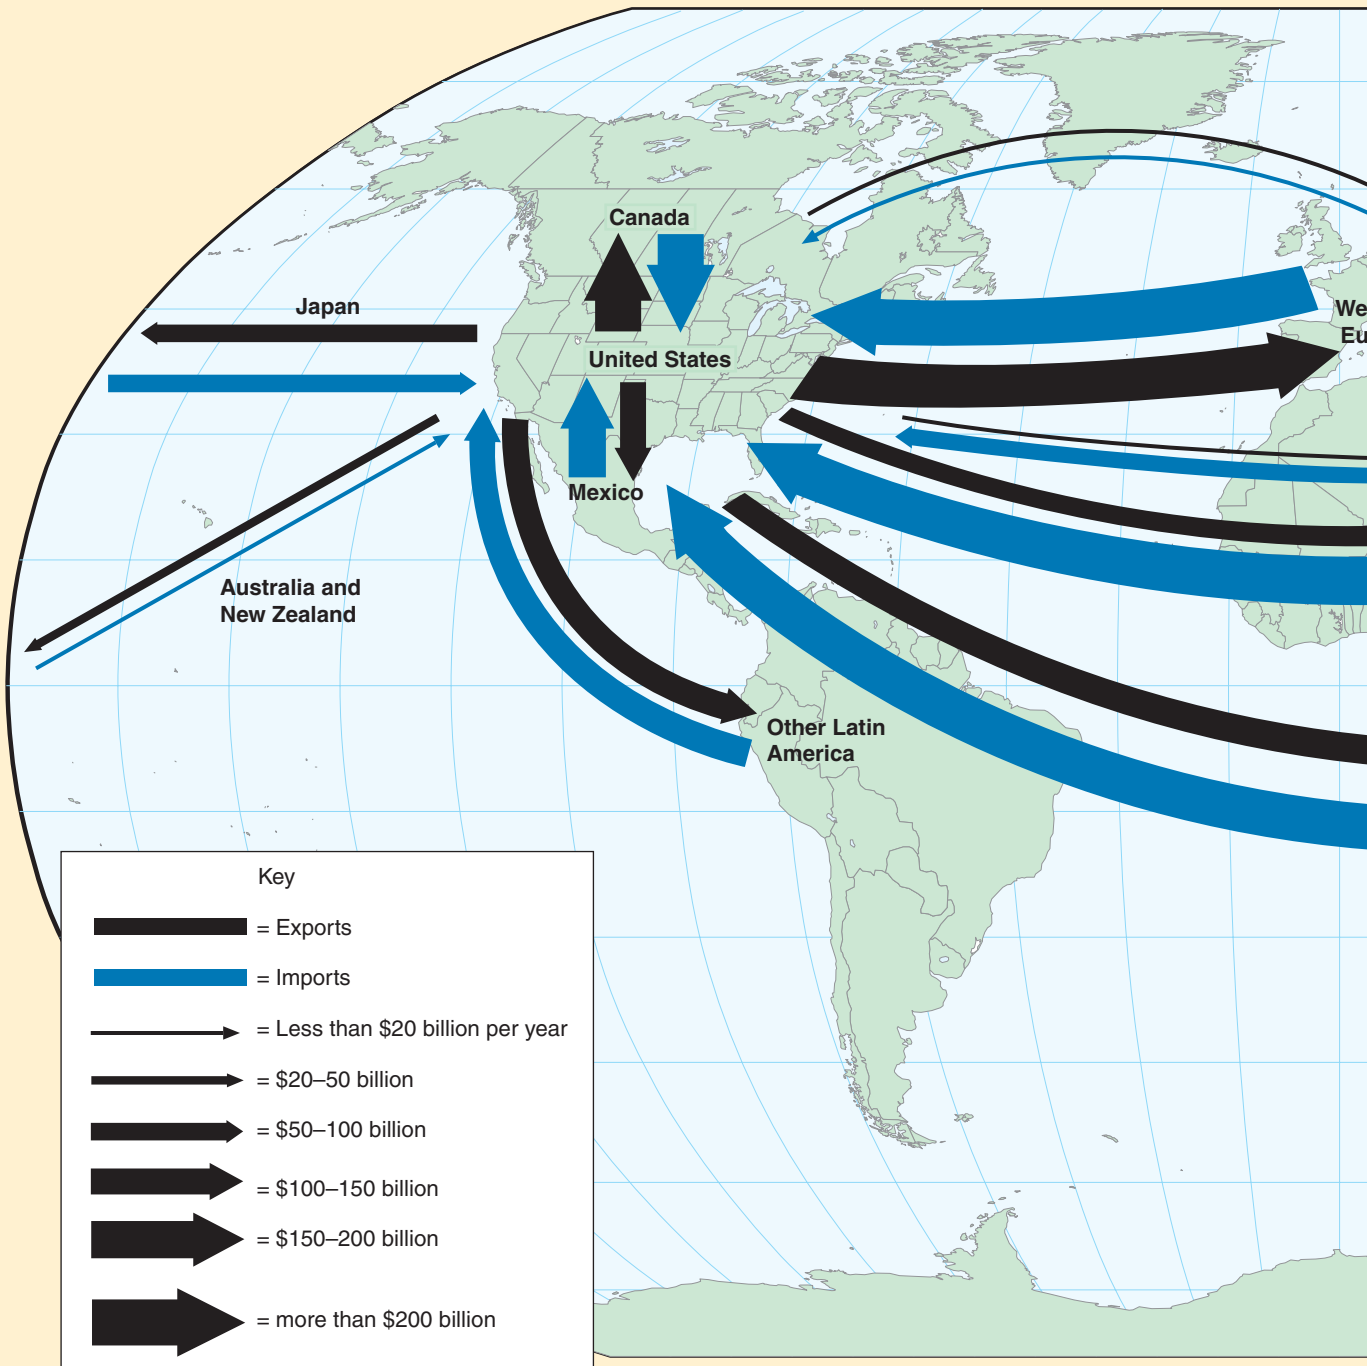 Canada
Japan
We
Eu
United States
Mexico
Australia and
New Zealand
Other Latin
America
Key
= Exports
= Imports
= Less than $20 billion per year
= $20–50 billion
= $50–100 billion
= $100–150 billion
= $150–200 billion
= more than $200 billion